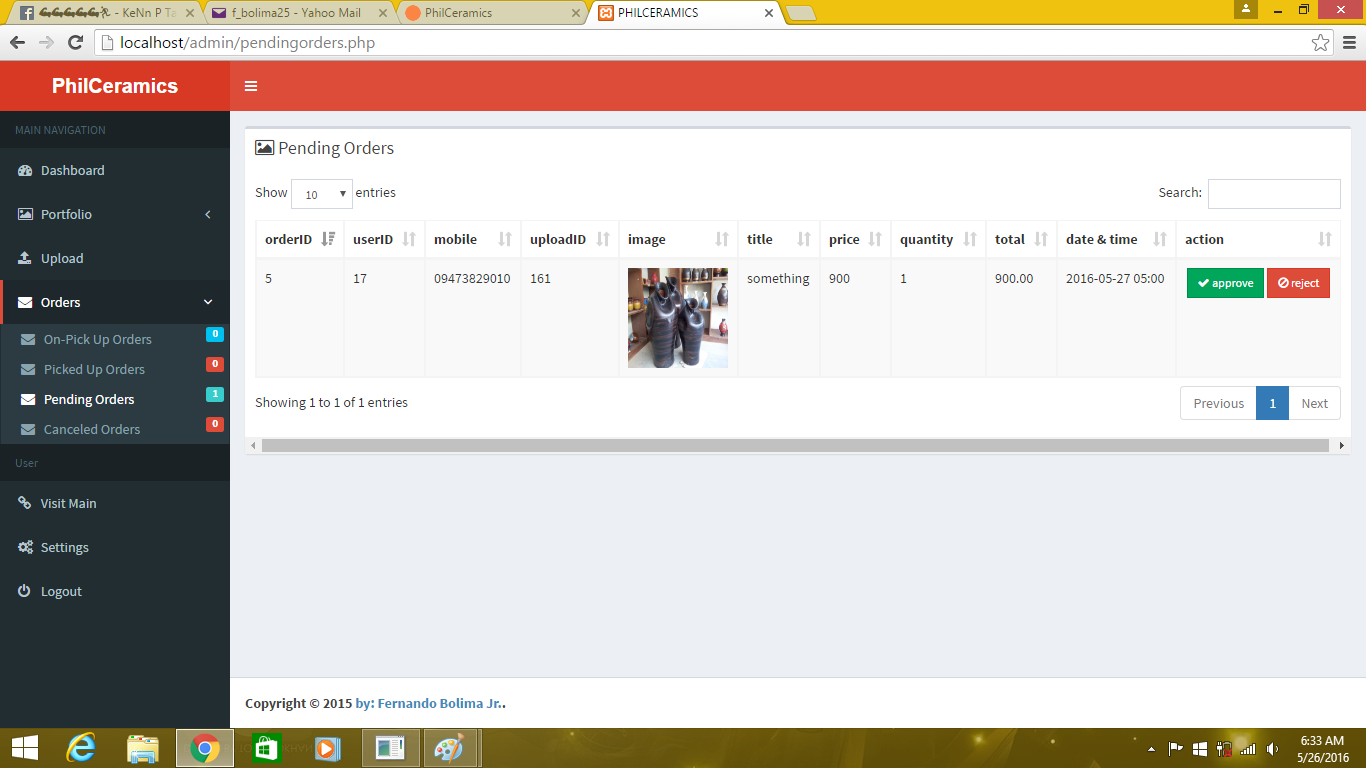 - KeNn P Ta
f_bolima25 - Yahoo Mail
PhilCeramics
PHILCERAMICS
localhost/admin/pendingorders.php
PhilCeramics
MAIN NAVIGATION
Dashboard
Portfolio
Upload
Orders
On-Pick Up Orders 0
Picked Up Orders 0
Pending Orders 1
Canceled Orders 0
User
Visit Main
Settings
Logout
Pending Orders
Show 10 entries
Search:
orderID userID mobile uploadID image title price quantity total date & time action
5 17 09473829010 161 something 900 1 900.00 2016-05-27 05:00 approve reject
Showing 1 to 1 of 1 entries
Previous 1 Next
Copyright © 2015 by: Fernando Bolima Jr..
6:33 AM
5/26/2016